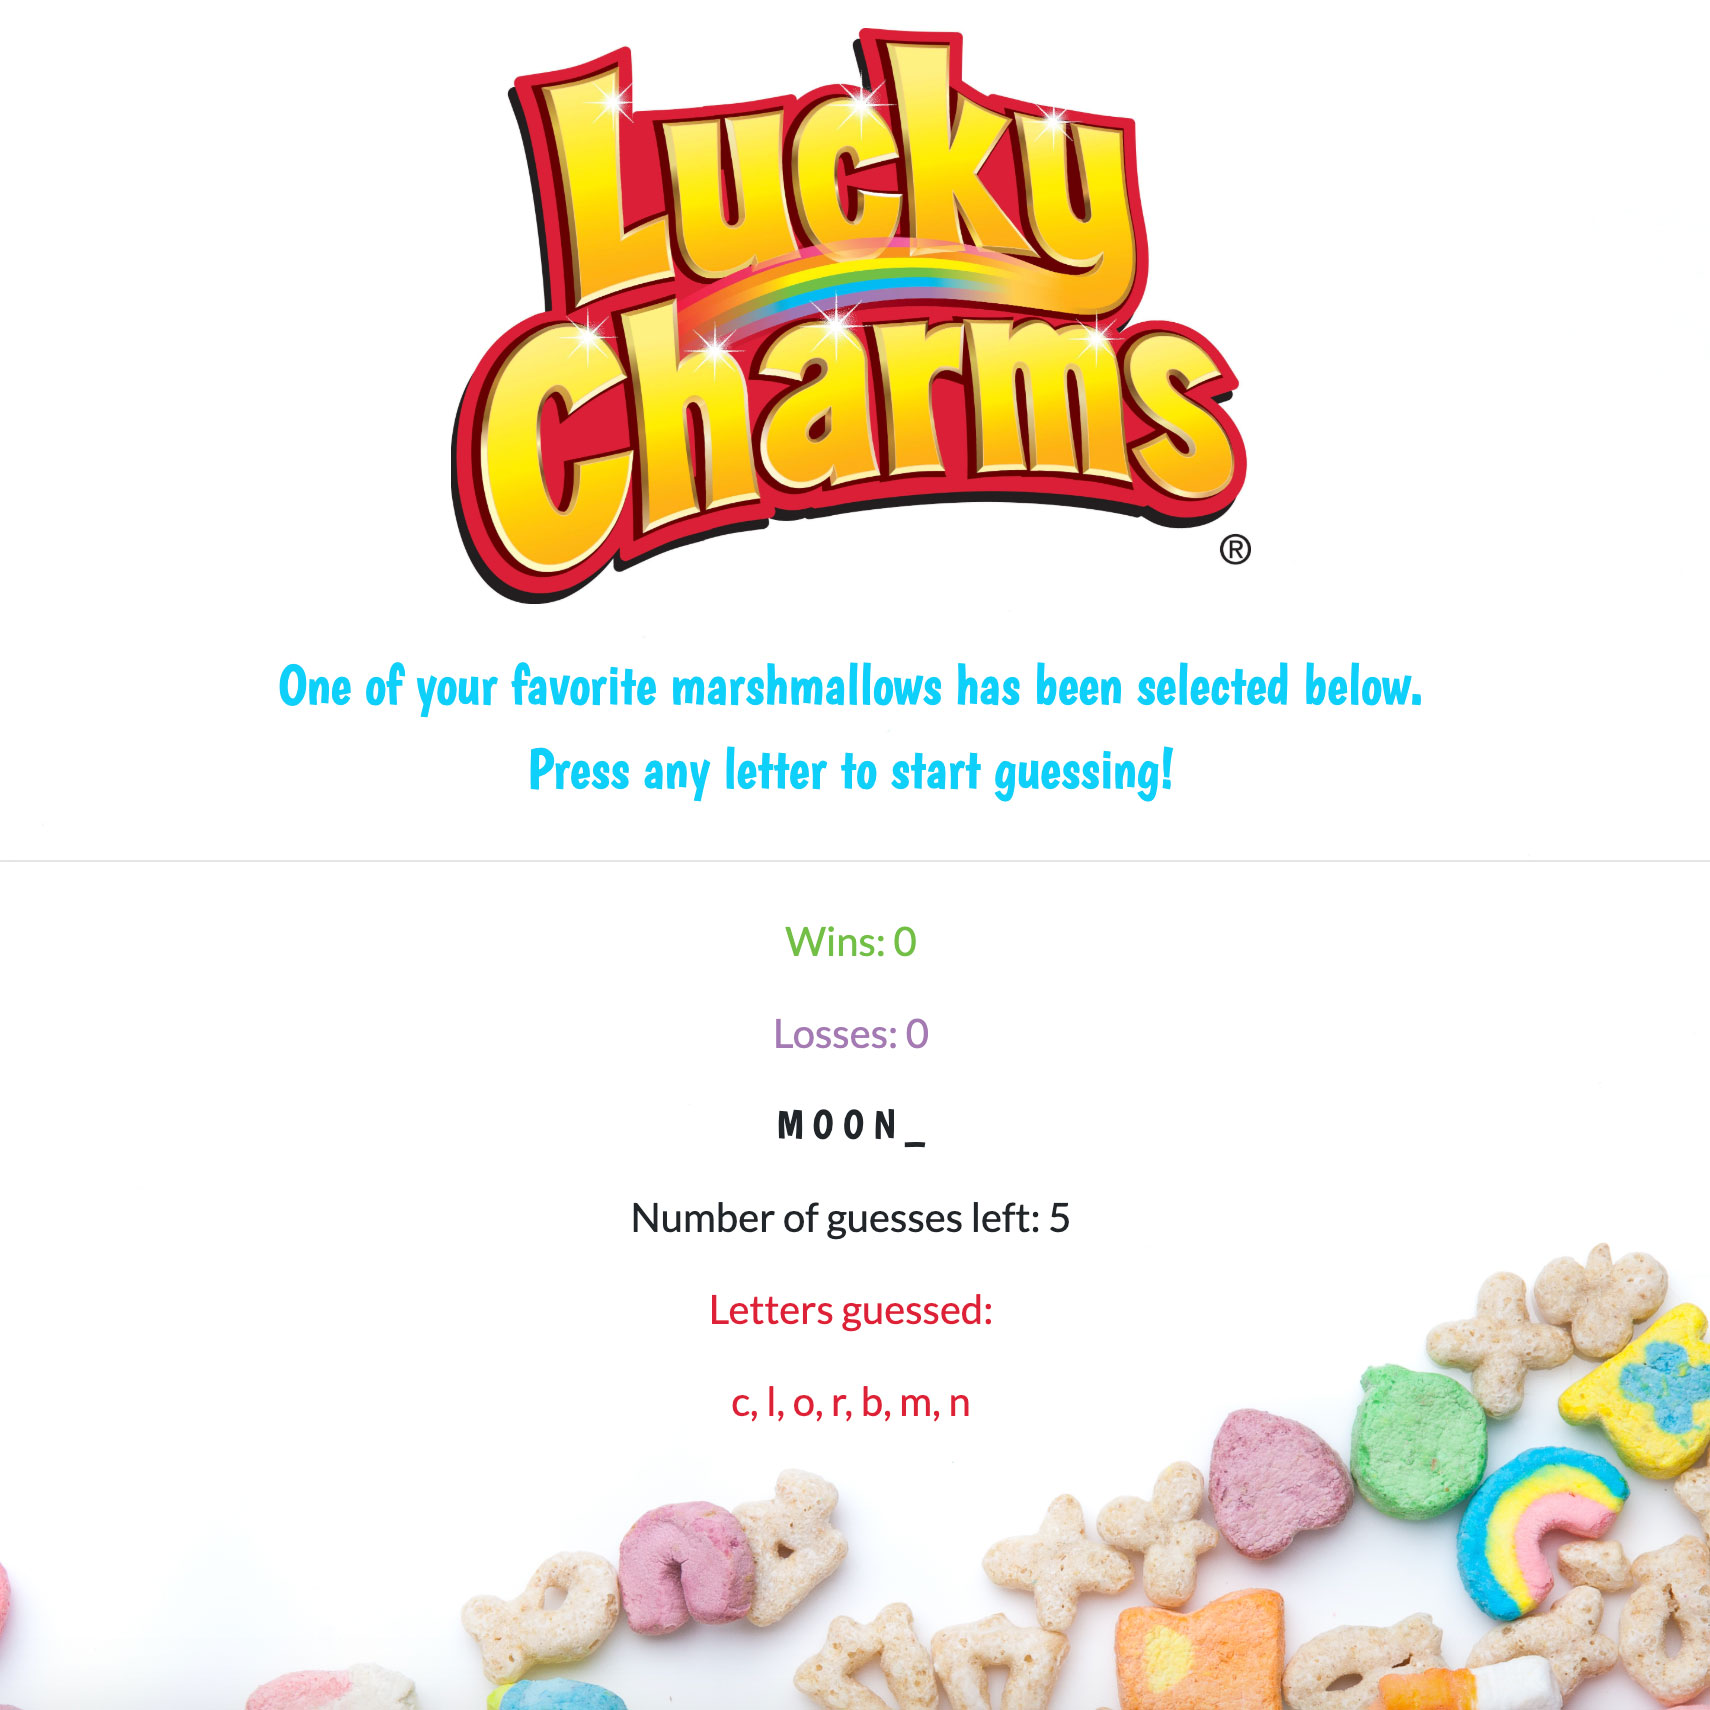 Lucky
Charms
®
One of your favorite marshmallows has been selected below.
Press any letter to start guessing!
Wins: 0
Losses: 0
M O O N _
Number of guesses left: 5
Letters guessed:
c, l, o, r, b, m, n